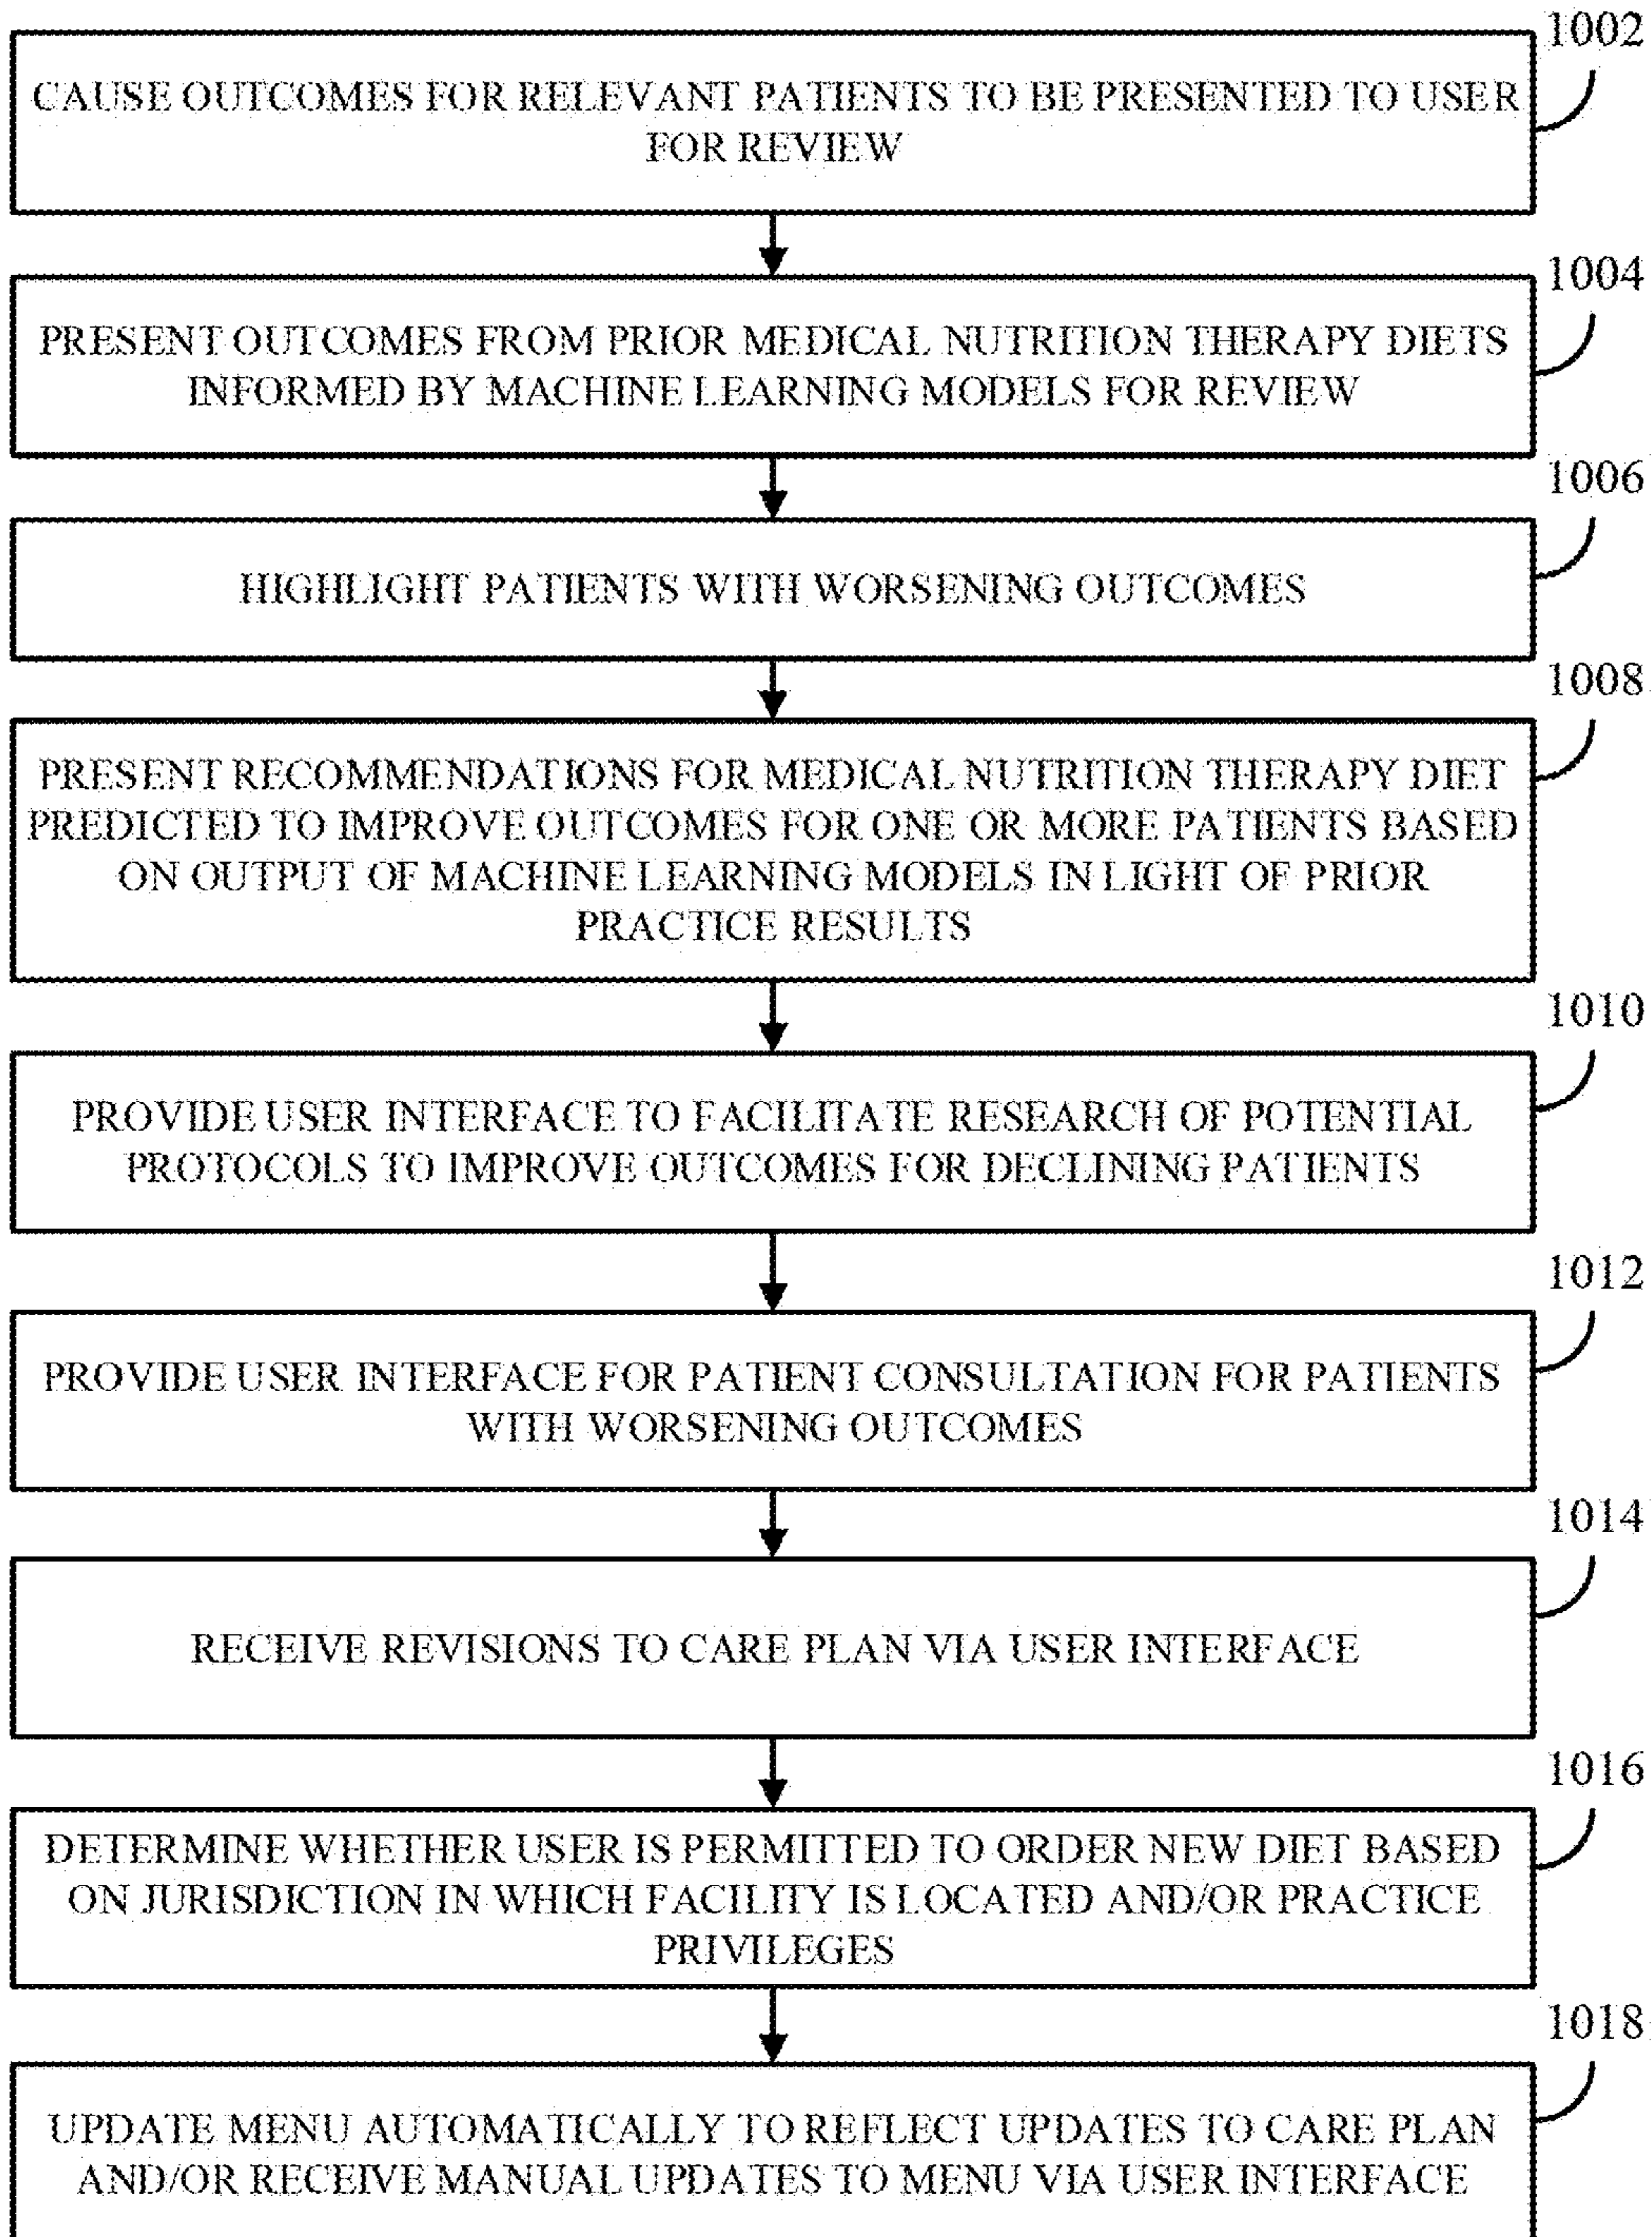 1002
CAUSE OUTCOMES FOR RELEVANT PATIENTS TO BE PRESENTED TO USER
FOR REVIEW
1004
PRESENT OUTCOMES FROM PRIOR MEDICAL NUTRITION THERAPY DIETS
INFORMED BY MACHINE LEARNING MODELS FOR REVIEW
1006
HIGHLIGHT PATIENTS WITH WORSENING OUTCOMES
1008
PRESENT RECOMMENDATIONS FOR MEDICAL NUTRITION THERAPY DIET
PREDICTED TO IMPROVE OUTCOMES FOR ONE OR MORE PATIENTS BASED
ON OUTPUT OF MACHINE LEARNING MODELS IN LIGHT OF PRIOR
PRACTICE RESULTS
1010
PROVIDE USER INTERFACE TO FACILITATE RESEARCH OF POTENTIAL
PROTOCOLS TO IMPROVE OUTCOMES FOR DECLINING PATIENTS
1012
PROVIDE USER INTERFACE FOR PATIENT CONSULTATION FOR PATIENTS
WITH WORSENING OUTCOMES
1014
RECEIVE REVISIONS TO CARE PLAN VIA USER INTERFACE
1016
DETERMINE WHETHER USER IS PERMITTED TO ORDER NEW DIET BASED
ON JURISDICTION IN WHICH FACILITY IS LOCATED AND/OR PRACTICE
PRIVILEGES
1018
UPDATE MENU AUTOMATICALLY TO REFLECT UPDATES TO CARE PLAN
AND/OR RECEIVE MANUAL UPDATES TO MENU VIA USER INTERFACE